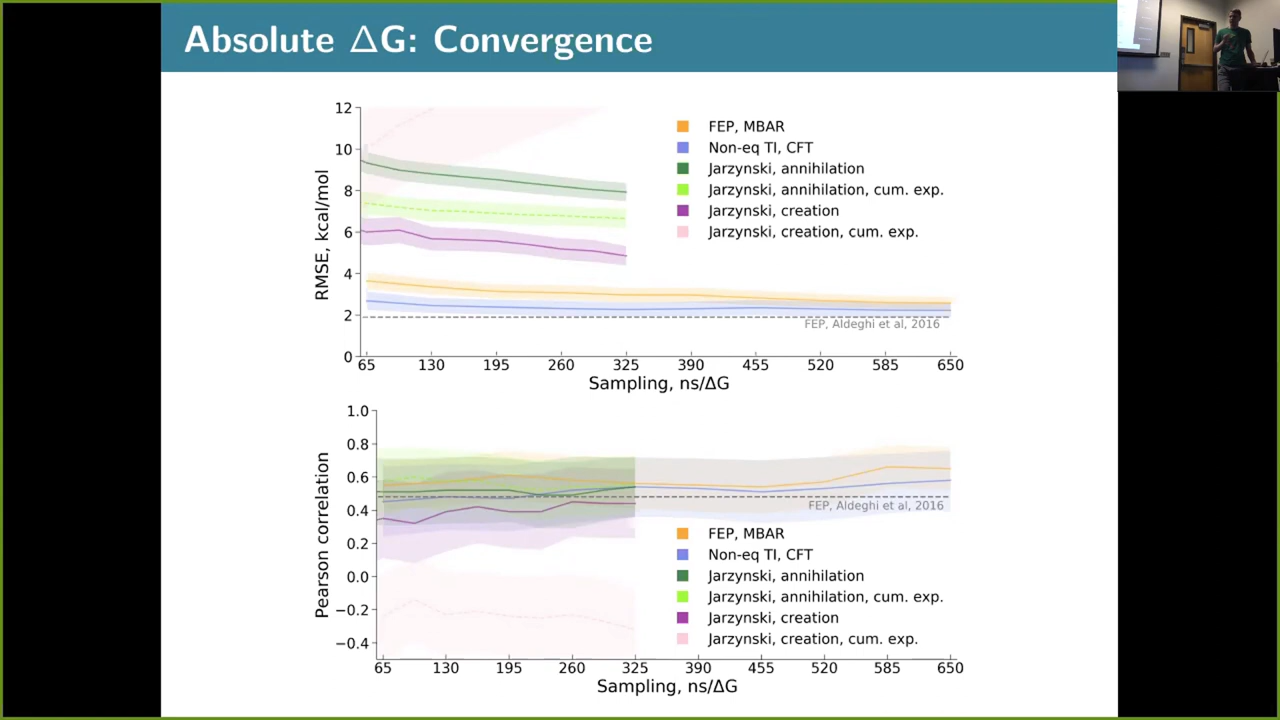 Absolute ΔG: Convergence
12
10
8
6
4
2
0
RMSE, kcal/mol
FEP, MBAR
Non-eq TI, CFT
Jarzynski, annihilation
Jarzynski, annihilation, cum. exp.
Jarzynski, creation
Jarzynski, creation, cum. exp.
FEP, Aldeghi et al, 2016
65 130 195 260 325 390 455 520 585 650
Sampling, ns/ΔG
1.0
0.8
0.6
0.4
0.2
0.0
−0.2
−0.4
Pearson correlation
FEP, Aldeghi et al, 2016
FEP, MBAR
Non-eq TI, CFT
Jarzynski, annihilation
Jarzynski, annihilation, cum. exp.
Jarzynski, creation
Jarzynski, creation, cum. exp.
65 130 195 260 325 390 455 520 585 650
Sampling, ns/ΔG